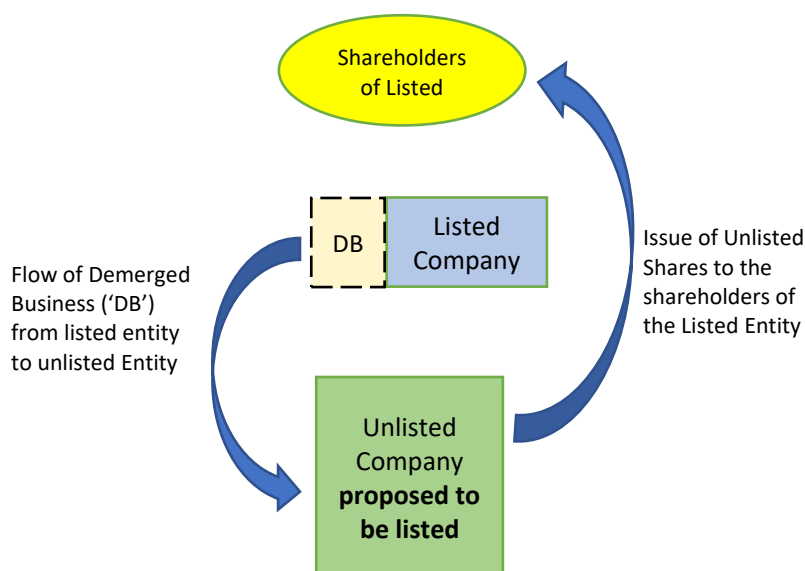 Shareholders
of Listed
DB
Listed
Company
Flow of Demerged
Business (‘DB’)
from listed entity
to unlisted Entity
Issue of Unlisted
Shares to the
shareholders of
the Listed Entity
Unlisted
Company
proposed to
be listed